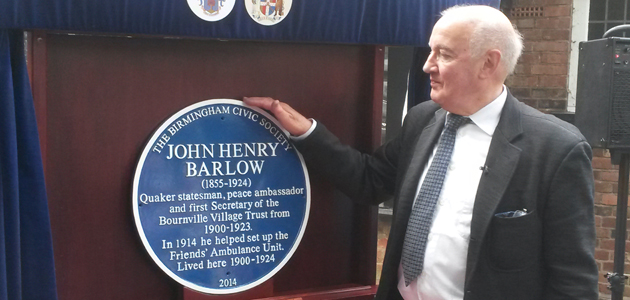 THE BIRMINGHAM CIVIC SOCIETY
JOHN HENRY
BARLOW
(1855-1924)
Quaker statesman, peace ambassador
and first Secretary of the
Bournville Village Trust from
1900-1923.
In 1914 he helped set up the
Friends' Ambulance Unit.
Lived here 1900-1924
2014